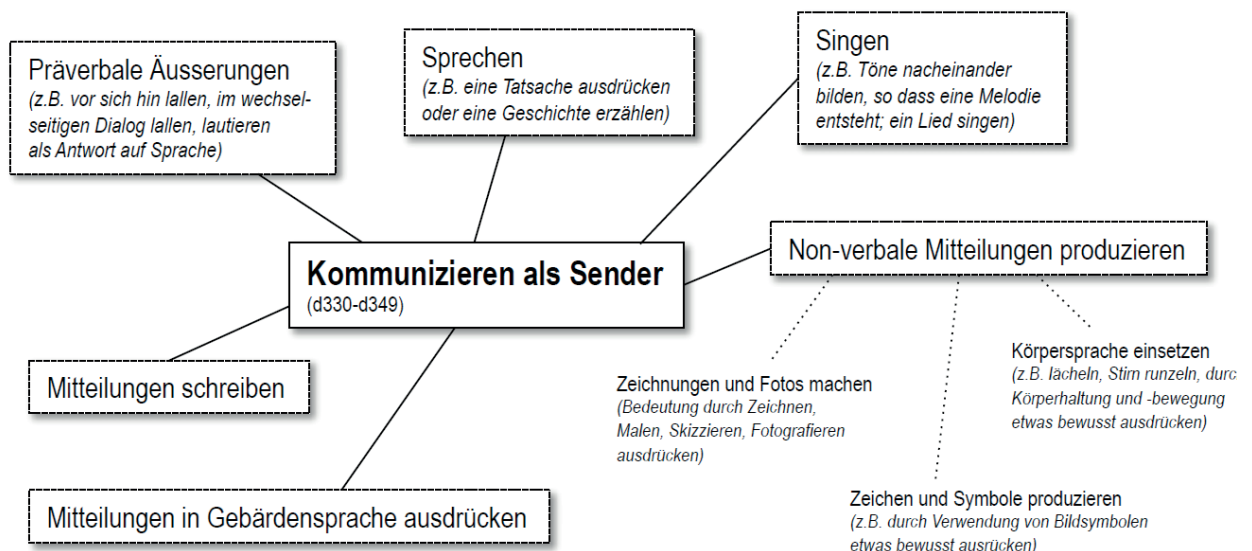 Präverbale Äusserungen
(z.B. vor sich hin lallen, im wechsel-
seitigen Dialog lallen, lautieren
als Antwort auf Sprache)
Sprechen
(z.B. eine Tatsache ausdrücken
oder eine Geschichte erzählen)
Singen
(z.B. Töne nacheinander
bilden, so dass eine Melodie
entsteht; ein Lied singen)
Kommunizieren als Sender
(d330-d349)
Non-verbale Mitteilungen produzieren
Mitteilungen schreiben
Zeichnungen und Fotos machen
(Bedeutung durch Zeichnen,
Malen, Skizzieren, Fotografieren
ausdrücken)
Körpersprache einsetzen
(z.B. lächeln, Stirn runzeln, durc
Körperhaltung und -bewegung
etwas bewusst ausdrücken)
Zeichen und Symbole produzieren
(z.B. durch Verwendung von Bildsymbolen
etwas bewusst ausrücken)
Mitteilungen in Gebärdensprache ausdrücken